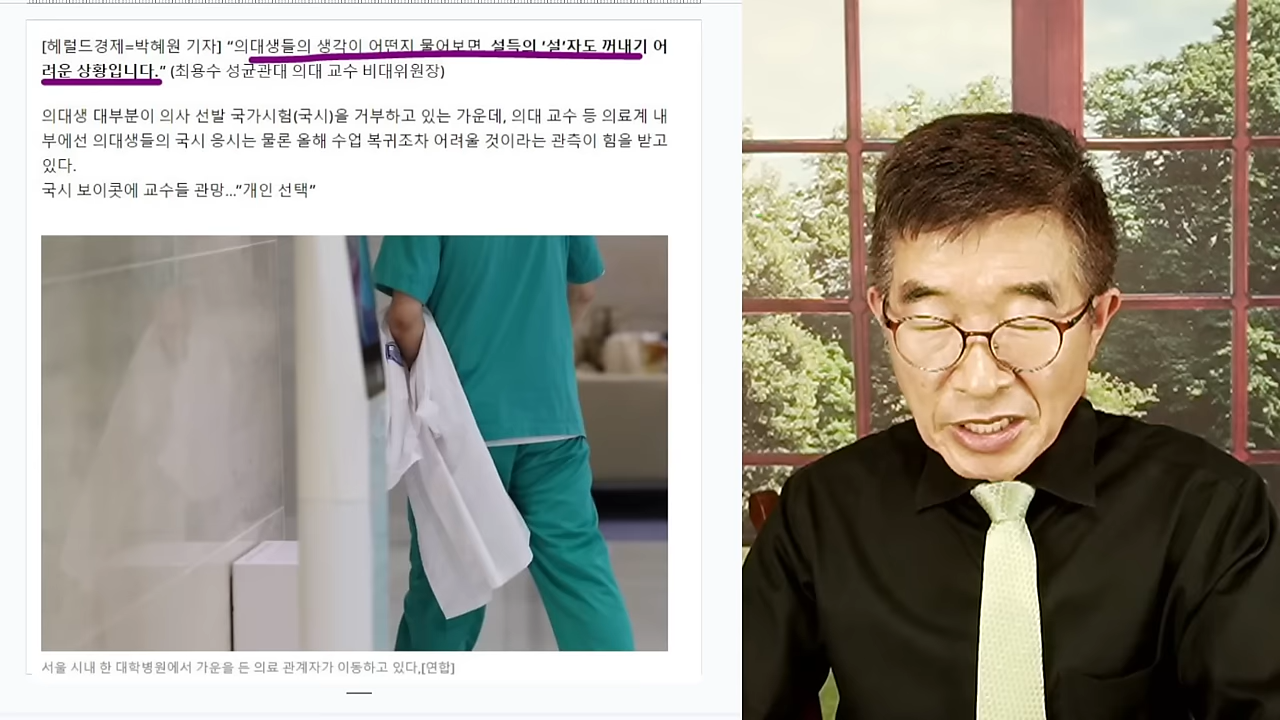 [헤럴드경제=박혜원 기자] “의대생들의 생각이 어떤지 물어보면, 설득의 ‘설’자도 꺼내기 어
려운 상황입니다.” (최용수 성균관대 의대 교수 비대위원장)
의대생 대부분이 의사 선발 국가시험(국시)을 거부하고 있는 가운데, 의대 교수 등 의료계 내
부에선 의대생들의 국시 응시는 물론 올해 수업 복귀조차 어려울 것이라는 관측이 힘을 받고
있다.
국시 보이콧에 교수들 관망…”개인 선택”
서울 시내 한 대학병원에서 가운을 든 의료 관계자가 이동하고 있다.[연합]